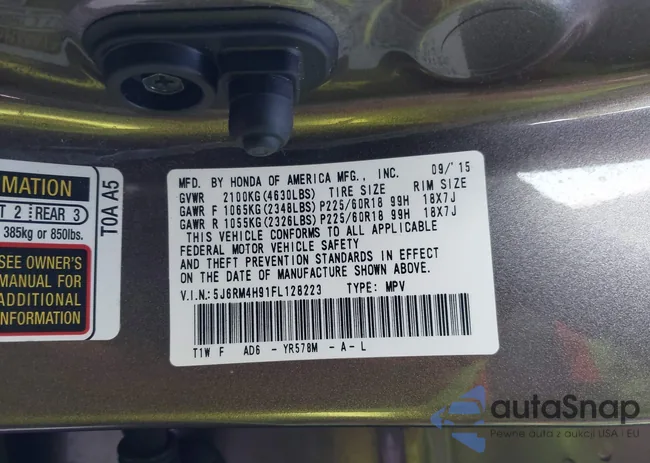 MFD. BY HONDA OF AMERICA MFG., INC. 09/'15
GVWR 2100KG(4630LBS) TIRE SIZE RIM SIZE
GAWR F 1065KG(2348LBS) P225/60R18 99H 18X7J
GAWR R 1055KG(2326LBS) P225/60R18 99H 18X7J
THIS VEHICLE CONFORMS TO ALL APPLICABLE
FEDERAL MOTOR VEHICLE SAFETY
AND THEFT PREVENTION STANDARDS IN EFFECT
ON THE DATE OF MANUFACTURE SHOWN ABOVE.
V.I.N.:5J6RM4H91FL128223 TYPE: MPV
T1W F AD6 -YR578M -A-L
MATION
T 2 REAR 3
385kg or 850lbs.
SEE OWNER'S
MANUAL FOR
ADDITIONAL
INFORMATION
T0A A5
autaSnap
Pewne auta z aukcji USA i EU